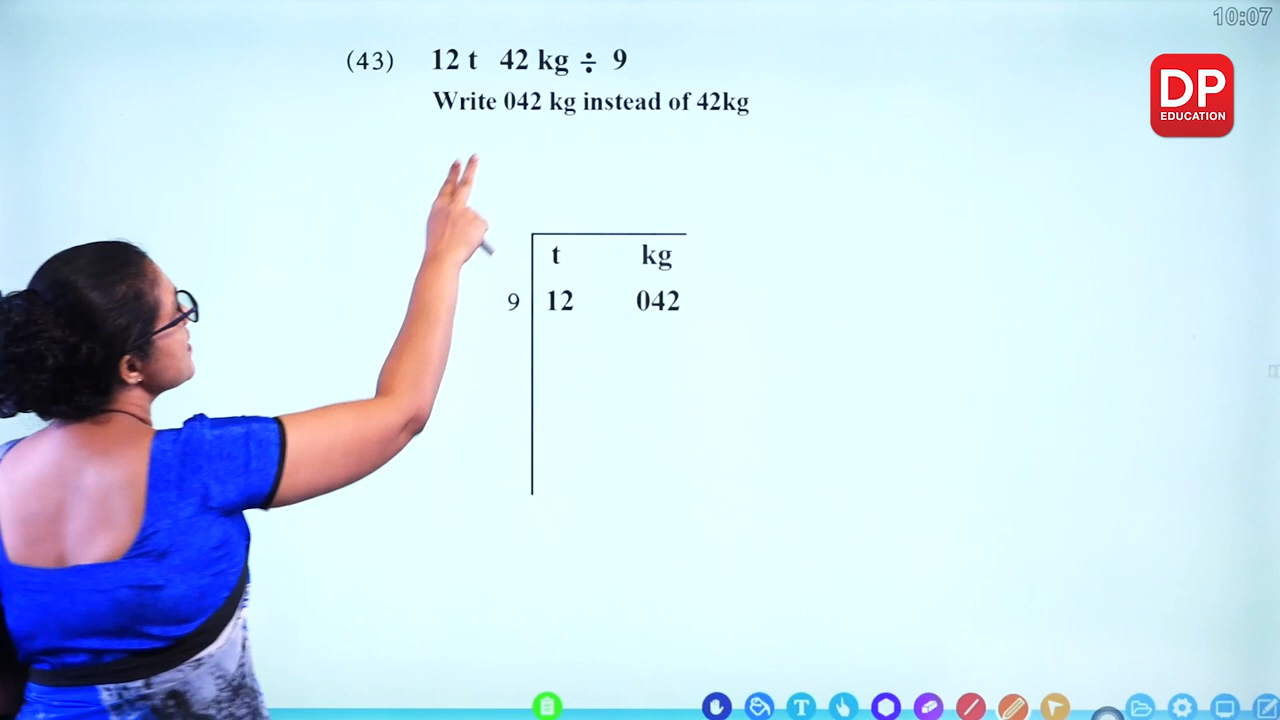 10:07
(43) 12 t 42 kg ÷ 9
Write 042 kg instead of 42kg
DP
EDUCATION
t kg
9 12 042
T